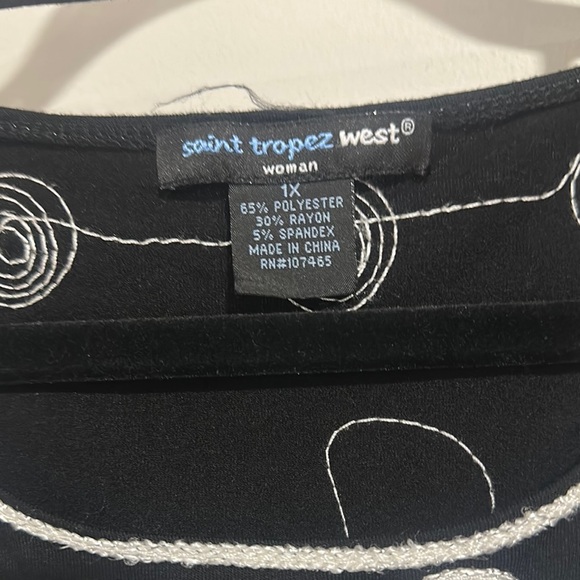 saint tropez west®
woman
1X
65% POLYESTER
30% RAYON
5% SPANDEX
MADE IN CHINA
RN#107465